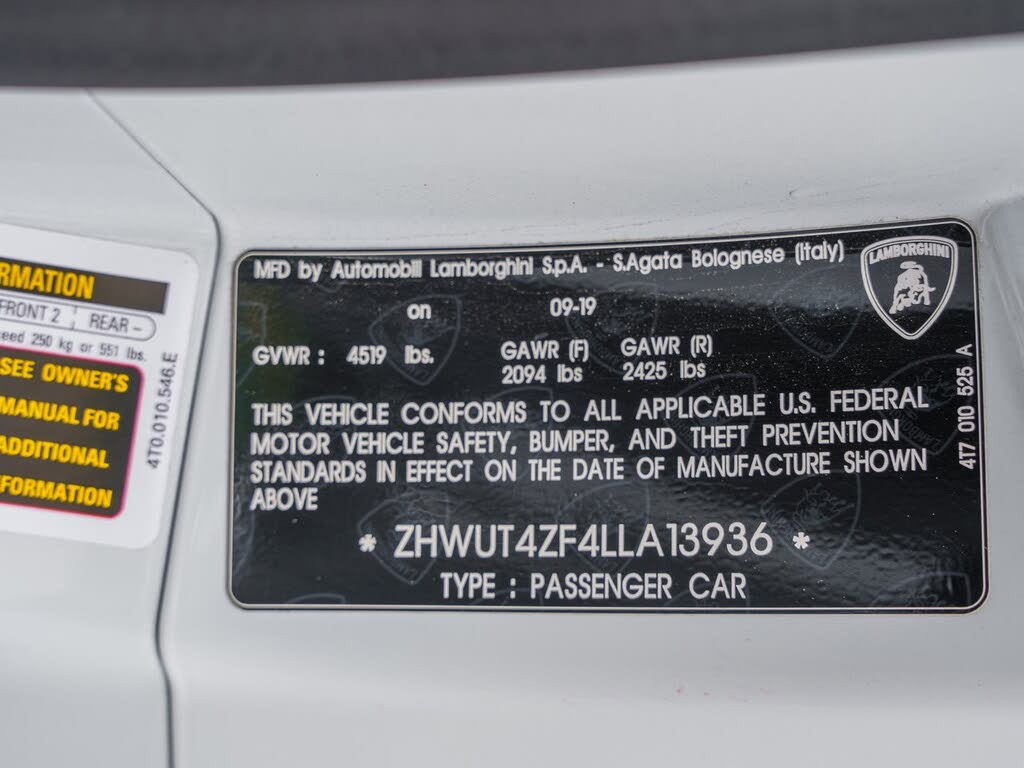 RMATION
FRONT 2 REAR -
eed 250 kg or 551 lbs.
SEE OWNER'S
MANUAL FOR
ADDITIONAL
FORMATION
4T0.010.546.E
MFD by Automobili Lamborghini S.p.A. - S.Agata Bolognese (Italy)
on 09-19
GVWR : 4519 lbs. GAWR (F) GAWR (R)
2094 lbs 2425 lbs
THIS VEHICLE CONFORMS TO ALL APPLICABLE U.S. FEDERAL
MOTOR VEHICLE SAFETY, BUMPER, AND THEFT PREVENTION
STANDARDS IN EFFECT ON THE DATE OF MANUFACTURE SHOWN
ABOVE
* ZHWUT4ZF4LLA13936 *
TYPE : PASSENGER CAR
LAMBORGHINI
4T7 010 525 A